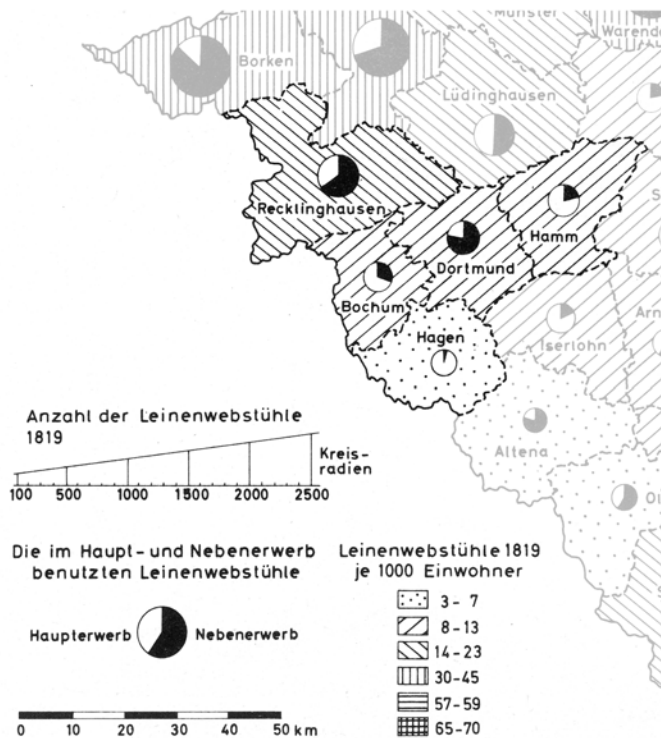 Münster
Warendorf
Borken
Lüdinghausen
Recklinghausen
Hamm
Dortmund
Bochum
Hagen
Iserlohn
Arn
Altena
Ol
Anzahl der Leinenwebstühle
1819
Kreis-
radien
100 500 1000 1500 2000 2500
Die im Haupt- und Nebenerwerb
benutzten Leinenwebstühle
Haupterwerb Nebenerwerb
0 10 20 30 40 50 km
Leinenwebstühle 1819
je 1000 Einwohner
3 - 7
8 - 13
14 - 23
30 - 45
57 - 59
65 - 70